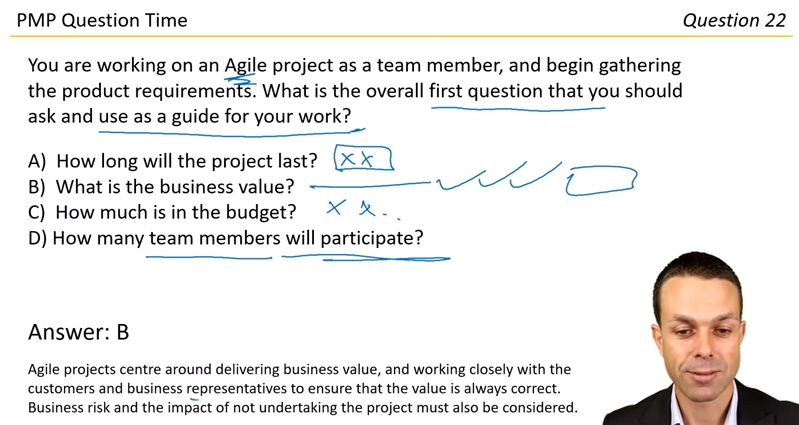 PMP Question Time
Question 22
You are working on an Agile project as a team member, and begin gathering
the product requirements. What is the overall first question that you should
ask and use as a guide for your work?
A) How long will the project last? x x
B) What is the business value?
C) How much is in the budget? x x
D) How many team members will participate?
Answer: B
Agile projects centre around delivering business value, and working closely with the
customers and business representatives to ensure that the value is always correct.
Business risk and the impact of not undertaking the project must also be considered.